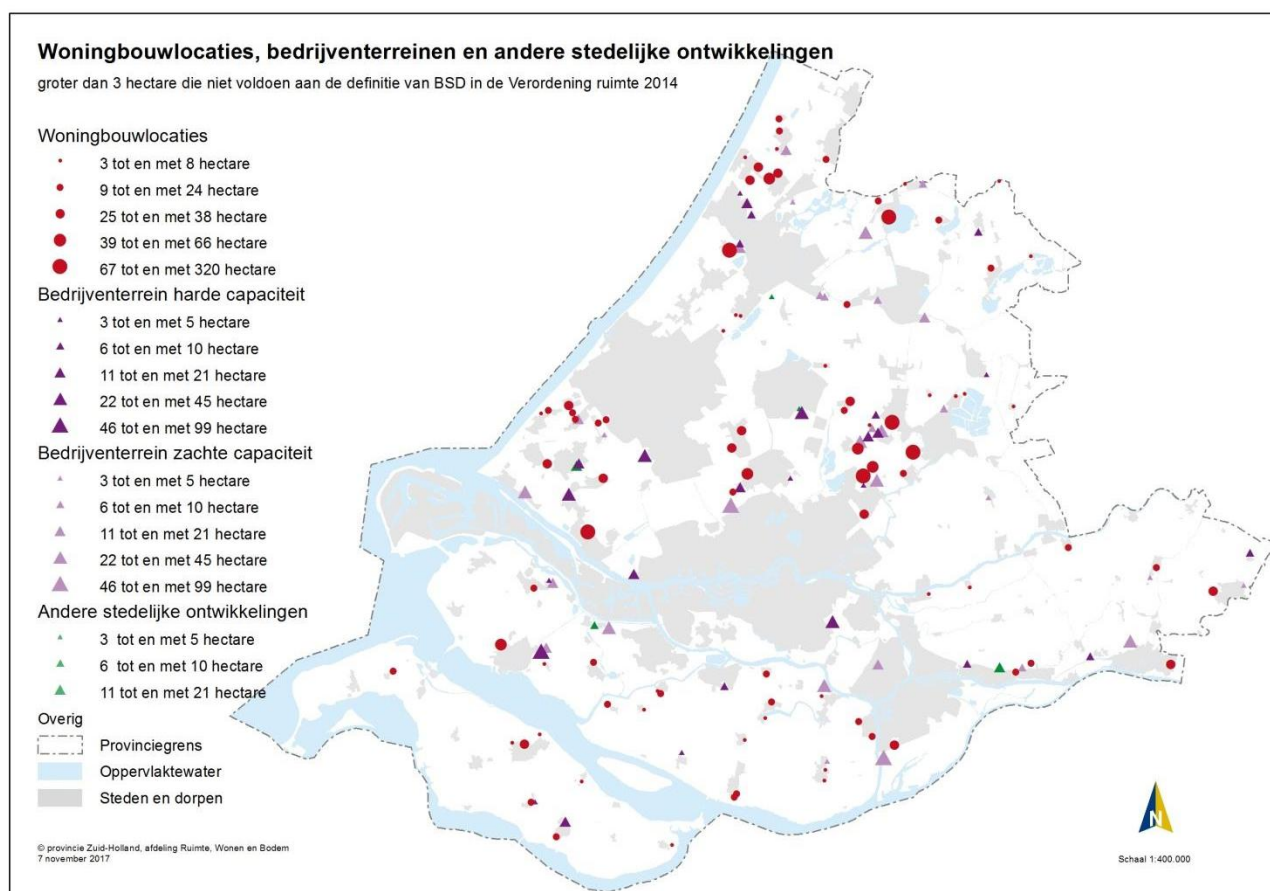 Woningbouwlocaties, bedrijventerreinen en andere stedelijke ontwikkelingen
groter dan 3 hectare die niet voldoen aan de definitie van BSD in de Verordening ruimte 2014
Woningbouwlocaties
3 tot en met 8 hectare
9 tot en met 24 hectare
25 tot en met 38 hectare
39 tot en met 66 hectare
67 tot en met 320 hectare
Bedrijventerrein harde capaciteit
3 tot en met 5 hectare
6 tot en met 10 hectare
11 tot en met 21 hectare
22 tot en met 45 hectare
46 tot en met 99 hectare
Bedrijventerrein zachte capaciteit
3 tot en met 5 hectare
6 tot en met 10 hectare
11 tot en met 21 hectare
22 tot en met 45 hectare
46 tot en met 99 hectare
Andere stedelijke ontwikkelingen
3 tot en met 5 hectare
6 tot en met 10 hectare
11 tot en met 21 hectare
Overig
Provinciegrens
Oppervlaktewater
Steden en dorpen
© provincie Zuid-Holland, afdeling Ruimte, Wonen en Bodem
7 november 2017
N
Schaal 1:400.000